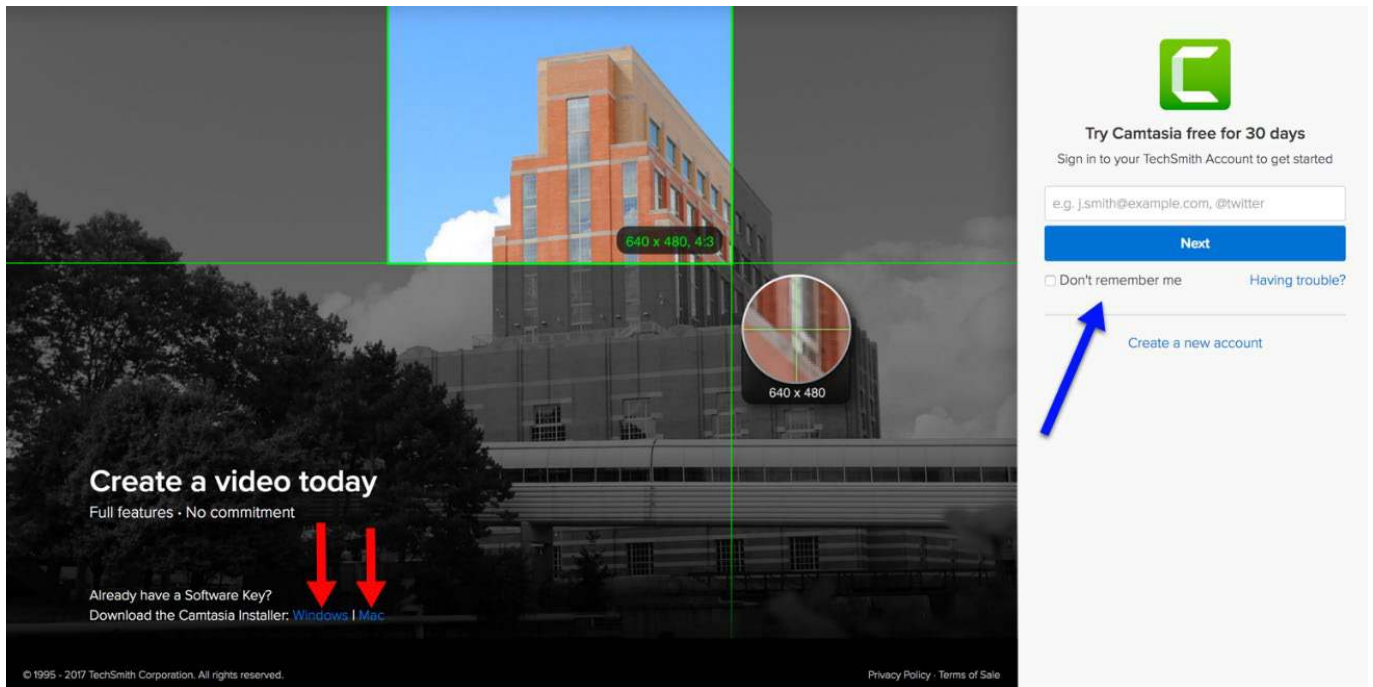 640 x 480, 4:3
640 x 480
Create a video today
Full features · No commitment
Already have a Software Key?
Download the Camtasia Installer: Windows | Mac
© 1995 - 2017 TechSmith Corporation. All rights reserved.
Privacy Policy · Terms of Sale
Try Camtasia free for 30 days
Sign in to your TechSmith Account to get started
e.g. j.smith@example.com, @twitter
Next
Don't remember me
Having trouble?
Create a new account